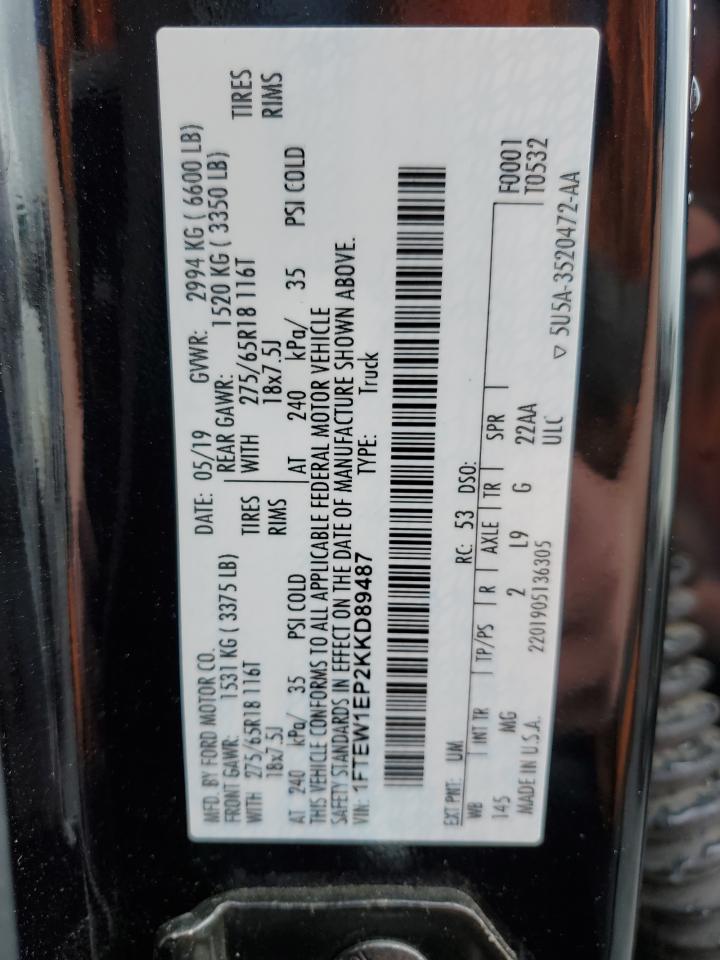 MFD. BY FORD MOTOR CO.
DATE: 05/19 GVWR: 2994 KG ( 6600 LB)
FRONT GAWR: 1531 KG ( 3375 LB) REAR GAWR: 1520 KG ( 3350 LB)
WITH 275/65R18 116T TIRES WITH 275/65R18 116T TIRES
18x7.5J RIMS 18x7.5J RIMS
AT 240 kPa/ 35 PSI COLD AT 240 kPa/ 35 PSI COLD
THIS VEHICLE CONFORMS TO ALL APPLICABLE FEDERAL MOTOR VEHICLE
SAFETY STANDARDS IN EFFECT ON THE DATE OF MANUFACTURE SHOWN ABOVE.
VIN: 1FTEW1EP2KKD89487 TYPE: Truck
EXT PNT: UM RC: 53 DSO:
WB INT TR TP/PS R AXLE TR SPR F0001
145 MG 2 L9 G 22AA T0532
MADE IN U.S.A. 2201905136305 ULC
▽ 5U5A-3520472-AA